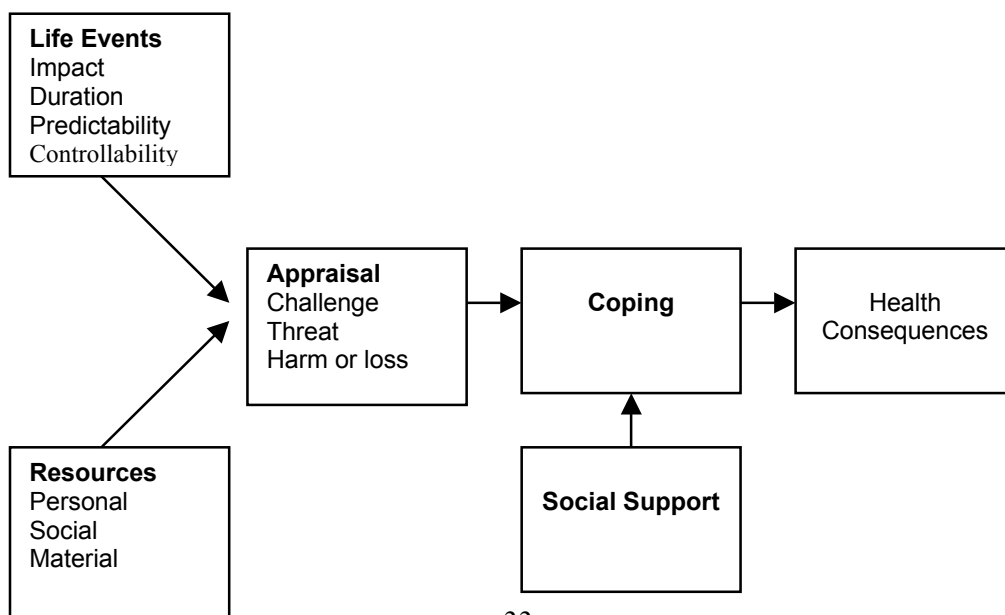 Life Events
Impact
Duration
Predictability
Controllability
Appraisal
Challenge
Threat
Harm or loss
Coping
Health
Consequences
Resources
Personal
Social
Material
Social Support